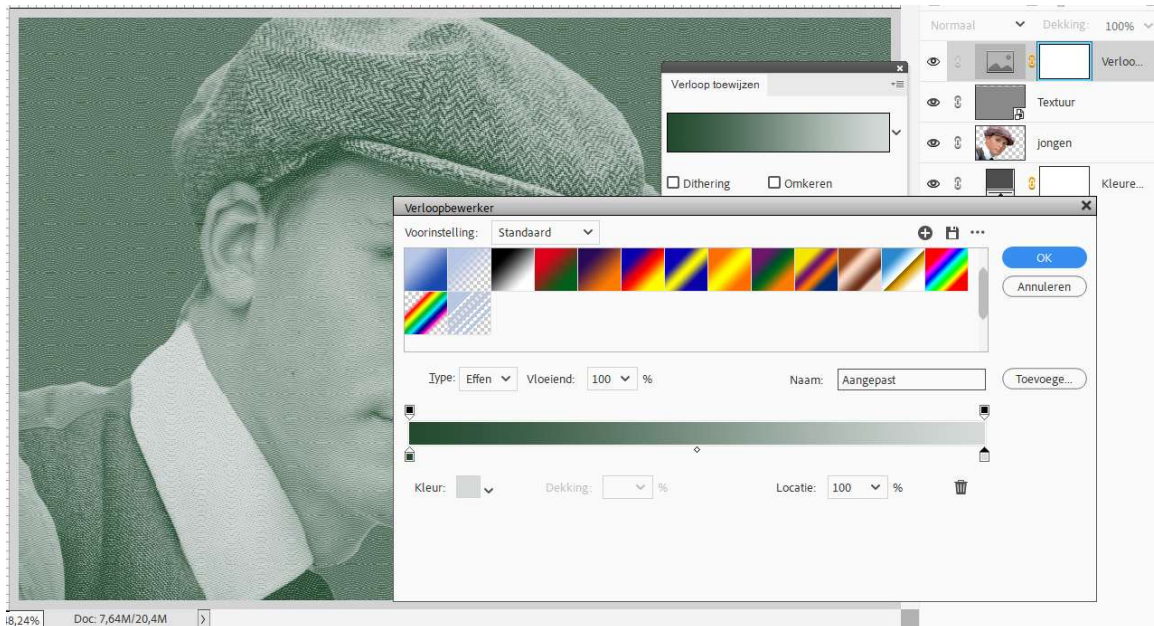 Normaal Dekking: 100%
Verloo...
Verloop toewijzen
Textuur
jongen
Dithering Omkeren
Kleure...
Verloopbewerker
Voorinstelling: Standaard
OK
Annuleren
Type: Effen Vloeiend: 100 % Naam: Aangepast Toevoege...
Kleur: Dekking: % Locatie: 100 %
8,24% Doc: 7,64M/20,4M